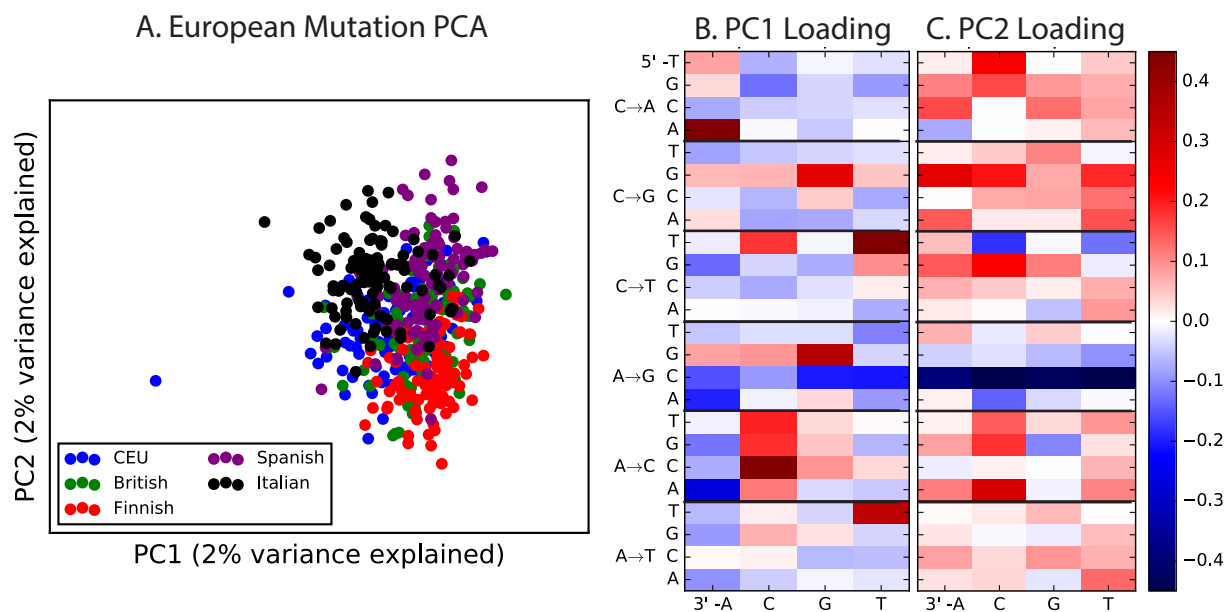 A. European Mutation PCA
PC2 (2% variance explained)
CEU
British
Finnish
Spanish
Italian
PC1 (2% variance explained)
B. PC1 Loading
C. PC2 Loading
5' -T
G
C→A C
A
T
G
C→G C
A
T
G
C→T C
A
T
G
A→G C
A
T
G
A→C C
A
T
G
A→T C
A
3' -A C G T
3' -A C G T
0.4
0.3
0.2
0.1
0.0
−0.1
−0.2
−0.3
−0.4